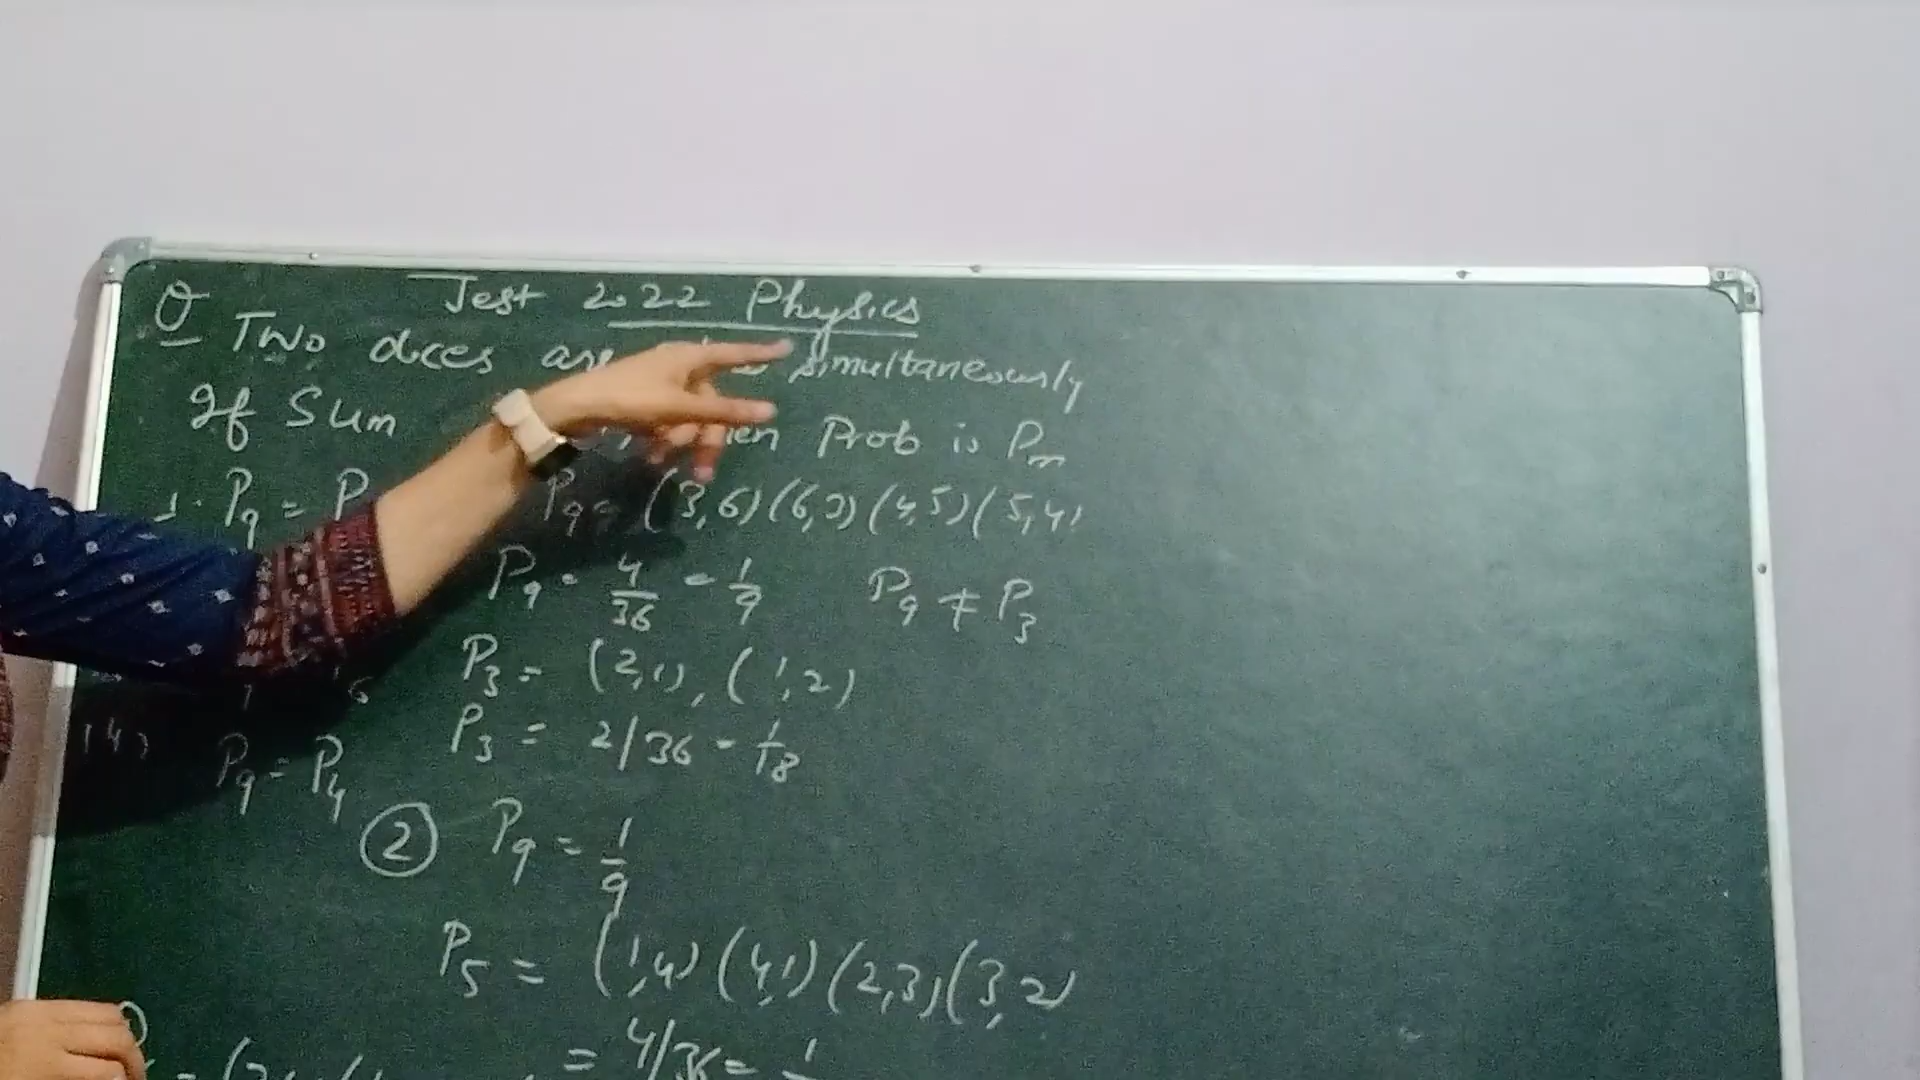 Q Jest 2022 Physics
Two dices are simultaneously
If Sum Prob is Pm
1. P9 = P P9 = (3,6) (6,3) (4,5) (5,4)
P9 = 4/36 = 1/9 P9 ≠ P3
P3 = (2,1), (1,2)
P3 = 2/36 = 1/18
P9 = P4
② P9 = 1/9
P5 = (1,4) (4,1) (2,3) (3,2)
= 4/36 = 1